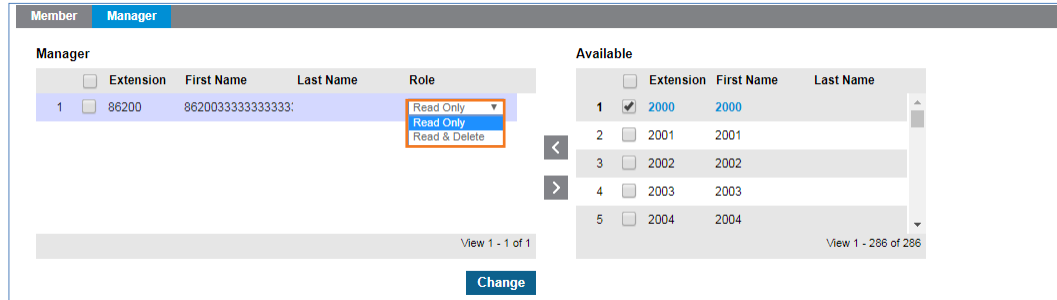 Member Manager
Manager
Extension First Name Last Name Role
1 86200 8620033333333333: Read Only
Read Only
Read & Delete
View 1 - 1 of 1
Change
Available
Extension First Name Last Name
1 2000 2000
2 2001 2001
3 2002 2002
4 2003 2003
5 2004 2004
View 1 - 286 of 286